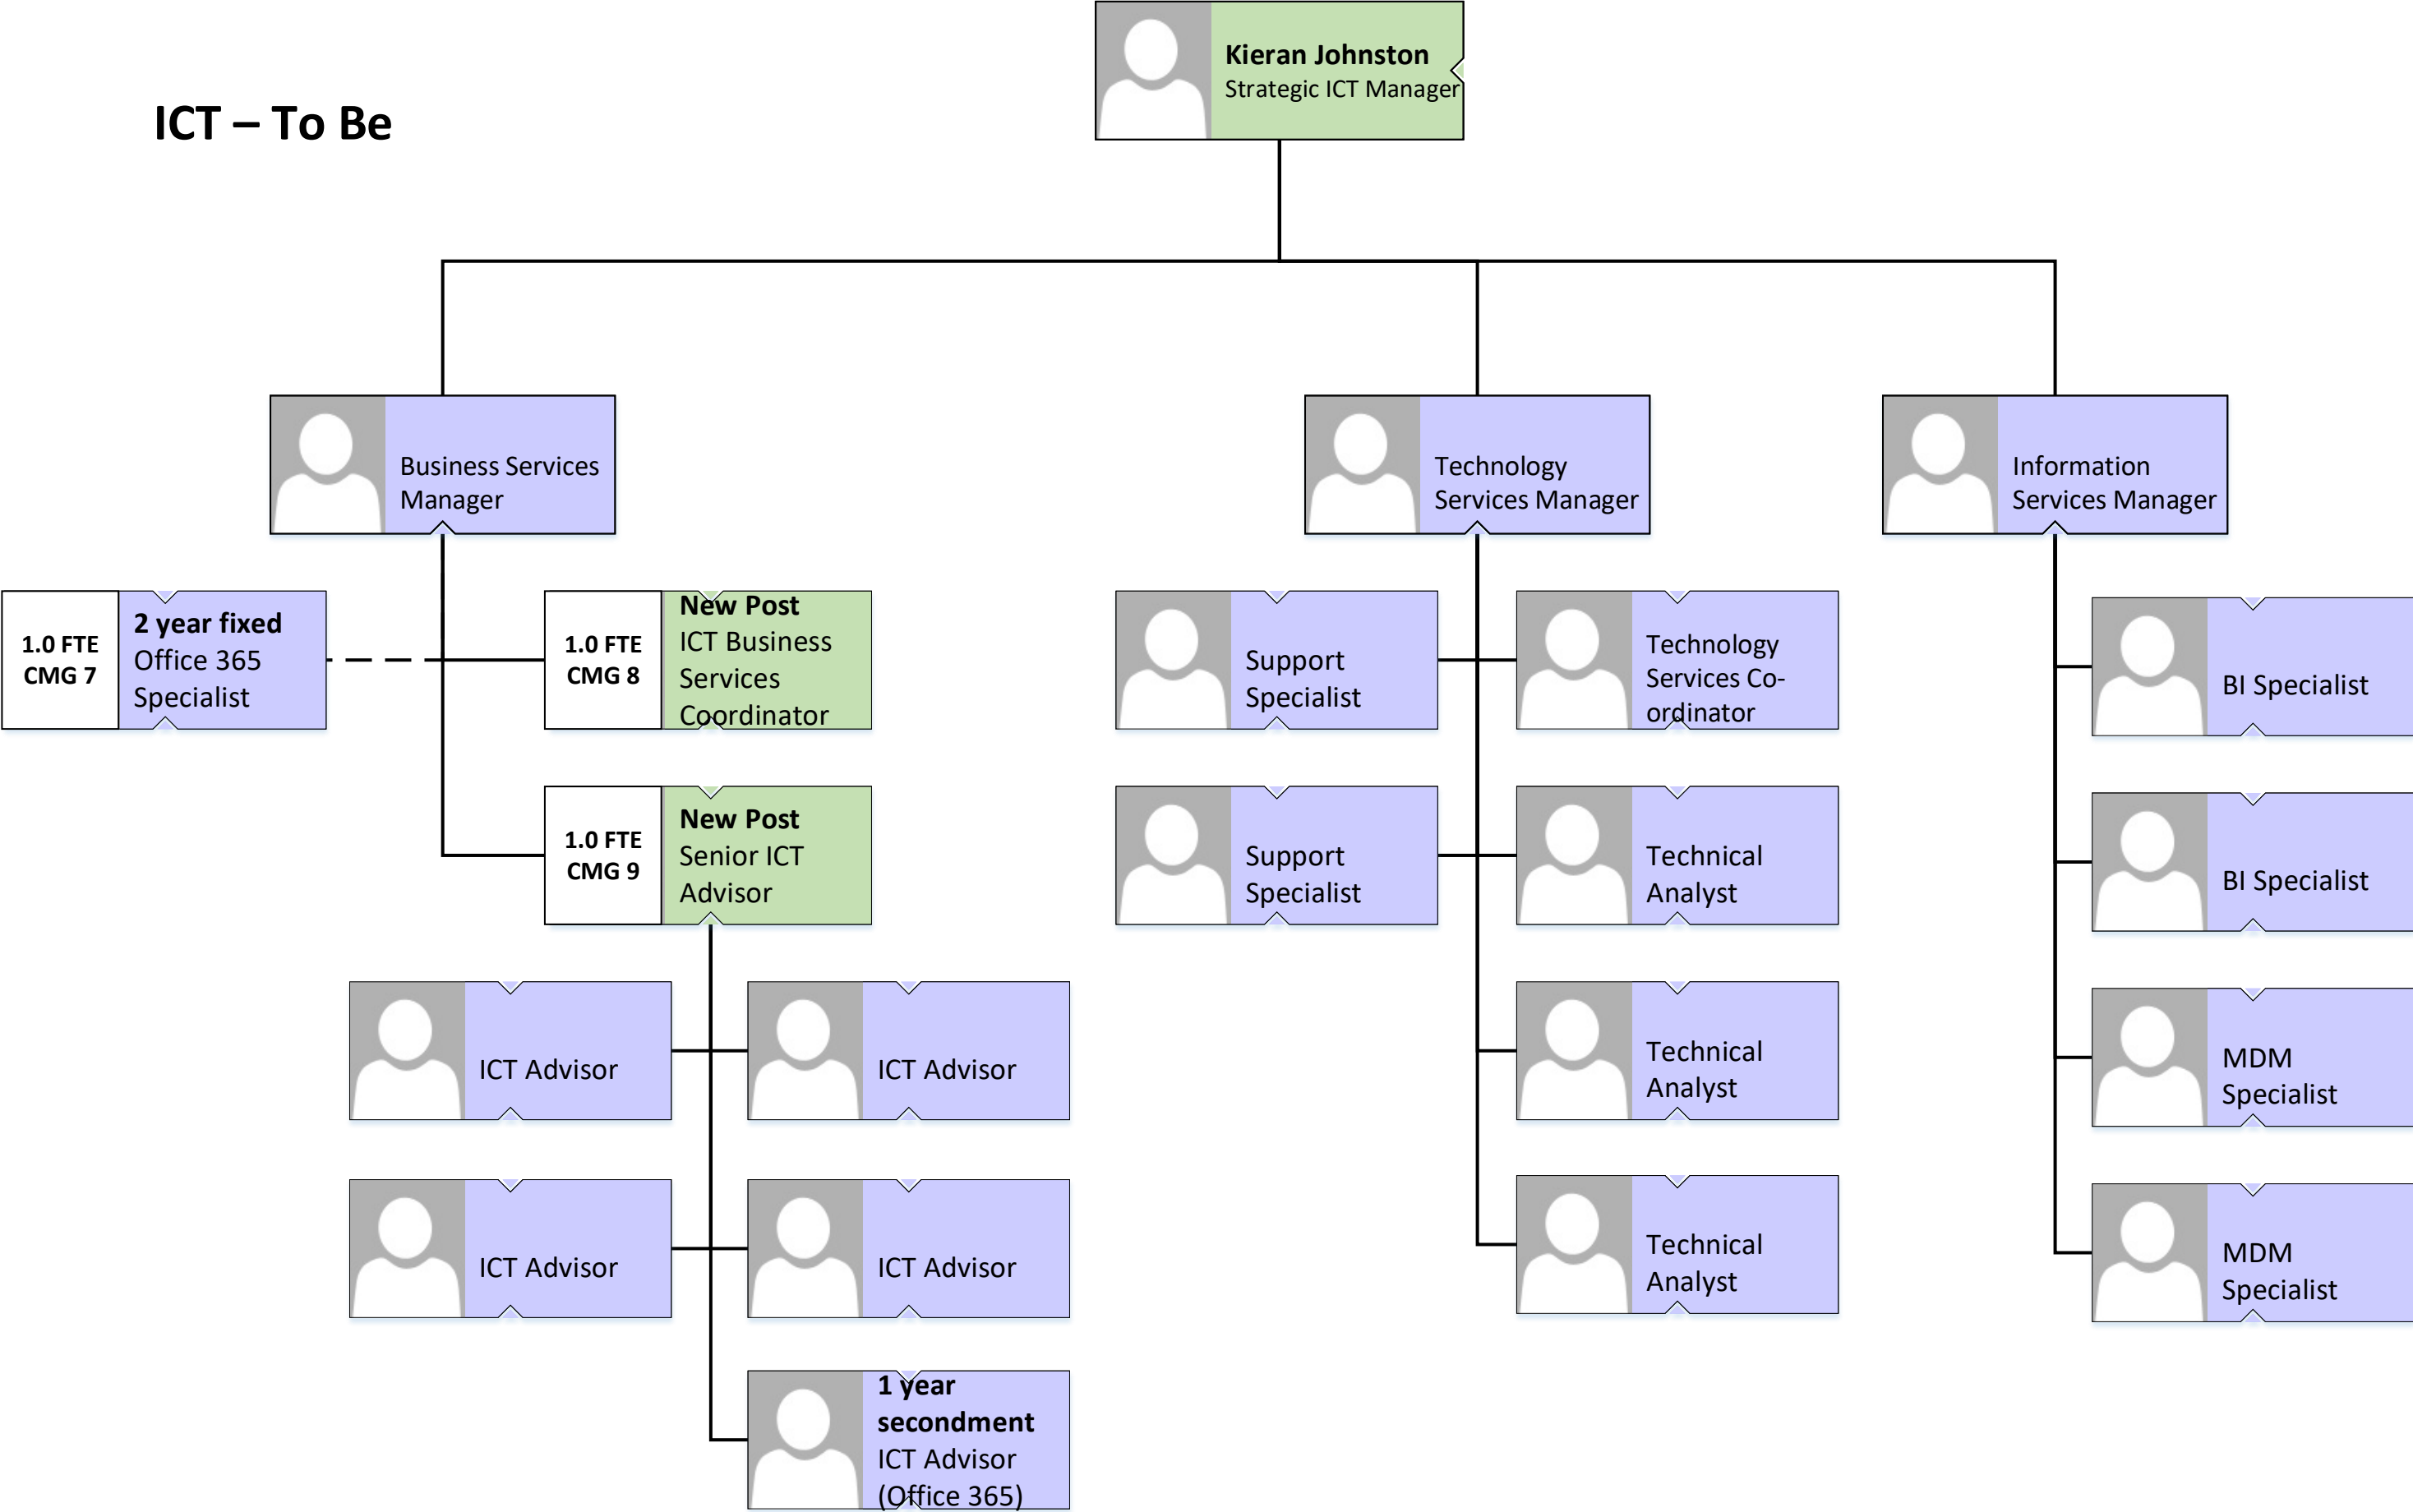 ICT – To Be
Kieran Johnston
Strategic ICT Manager
Business Services
Manager
Technology
Services Manager
Information
Services Manager
1.0 FTE
CMG 7
2 year fixed
Office 365
Specialist
1.0 FTE
CMG 8
New Post
ICT Business
Services
Coordinator
Support
Specialist
Technology
Services Co-
ordinator
BI Specialist
1.0 FTE
CMG 9
New Post
Senior ICT
Advisor
Support
Specialist
Technical
Analyst
BI Specialist
ICT Advisor
ICT Advisor
Technical
Analyst
MDM
Specialist
ICT Advisor
ICT Advisor
Technical
Analyst
MDM
Specialist
1 year
secondment
ICT Advisor
(Office 365)